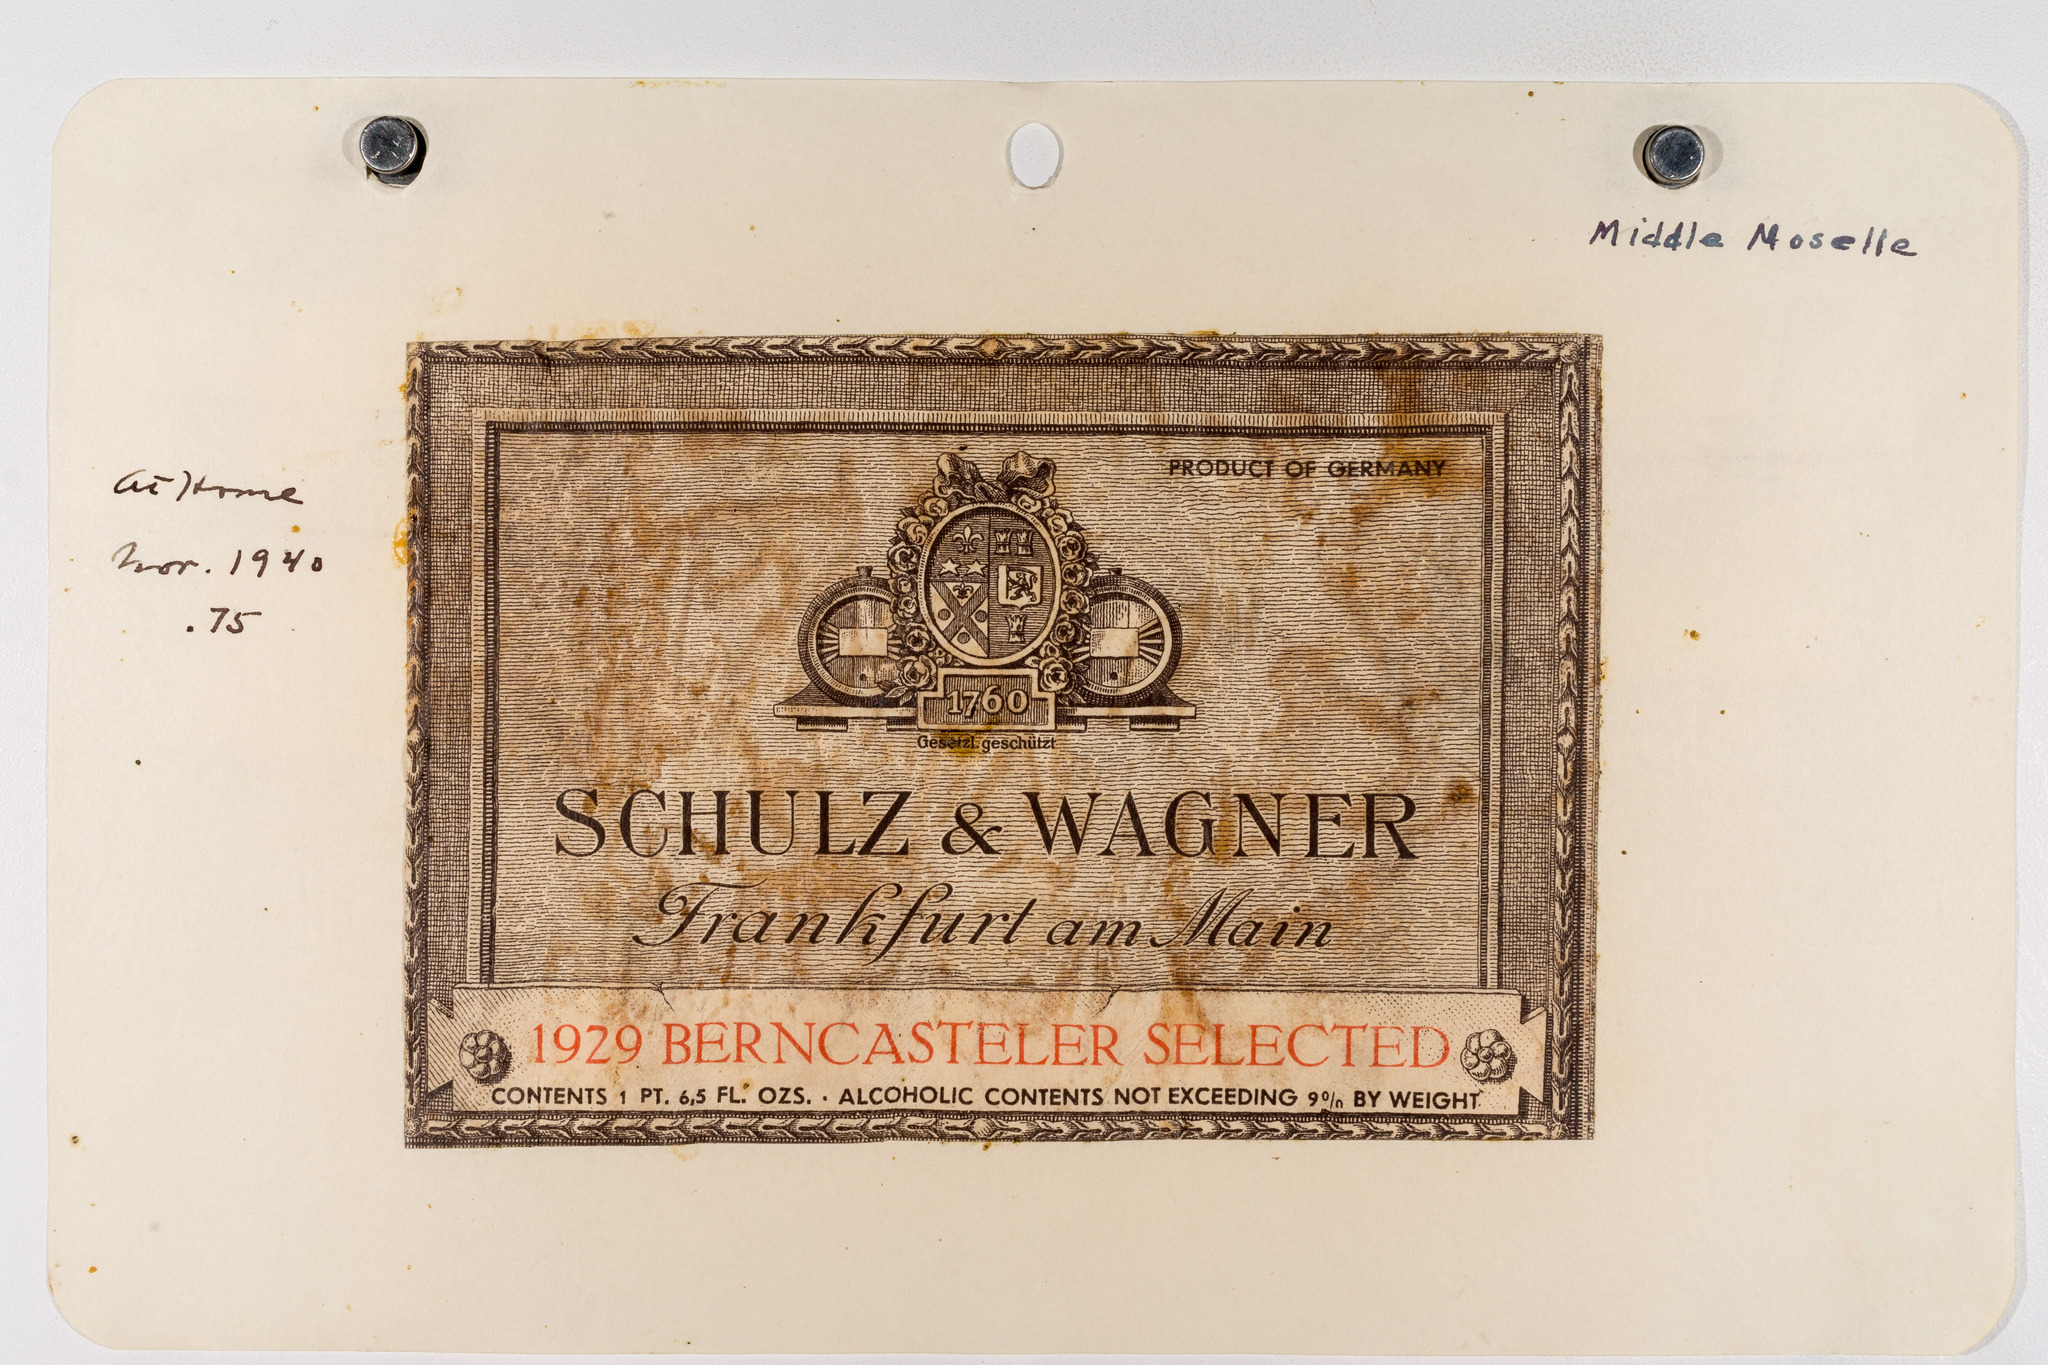 Middle Moselle
At Home
Nov. 1940
.75
PRODUCT OF GERMANY
1760
Gesetzl. geschützt
SCHULZ & WAGNER
Frankfurt am Main
1929 BERNCASTELER SELECTED
CONTENTS 1 PT. 6,5 FL. OZS. · ALCOHOLIC CONTENTS NOT EXCEEDING 9% BY WEIGHT.